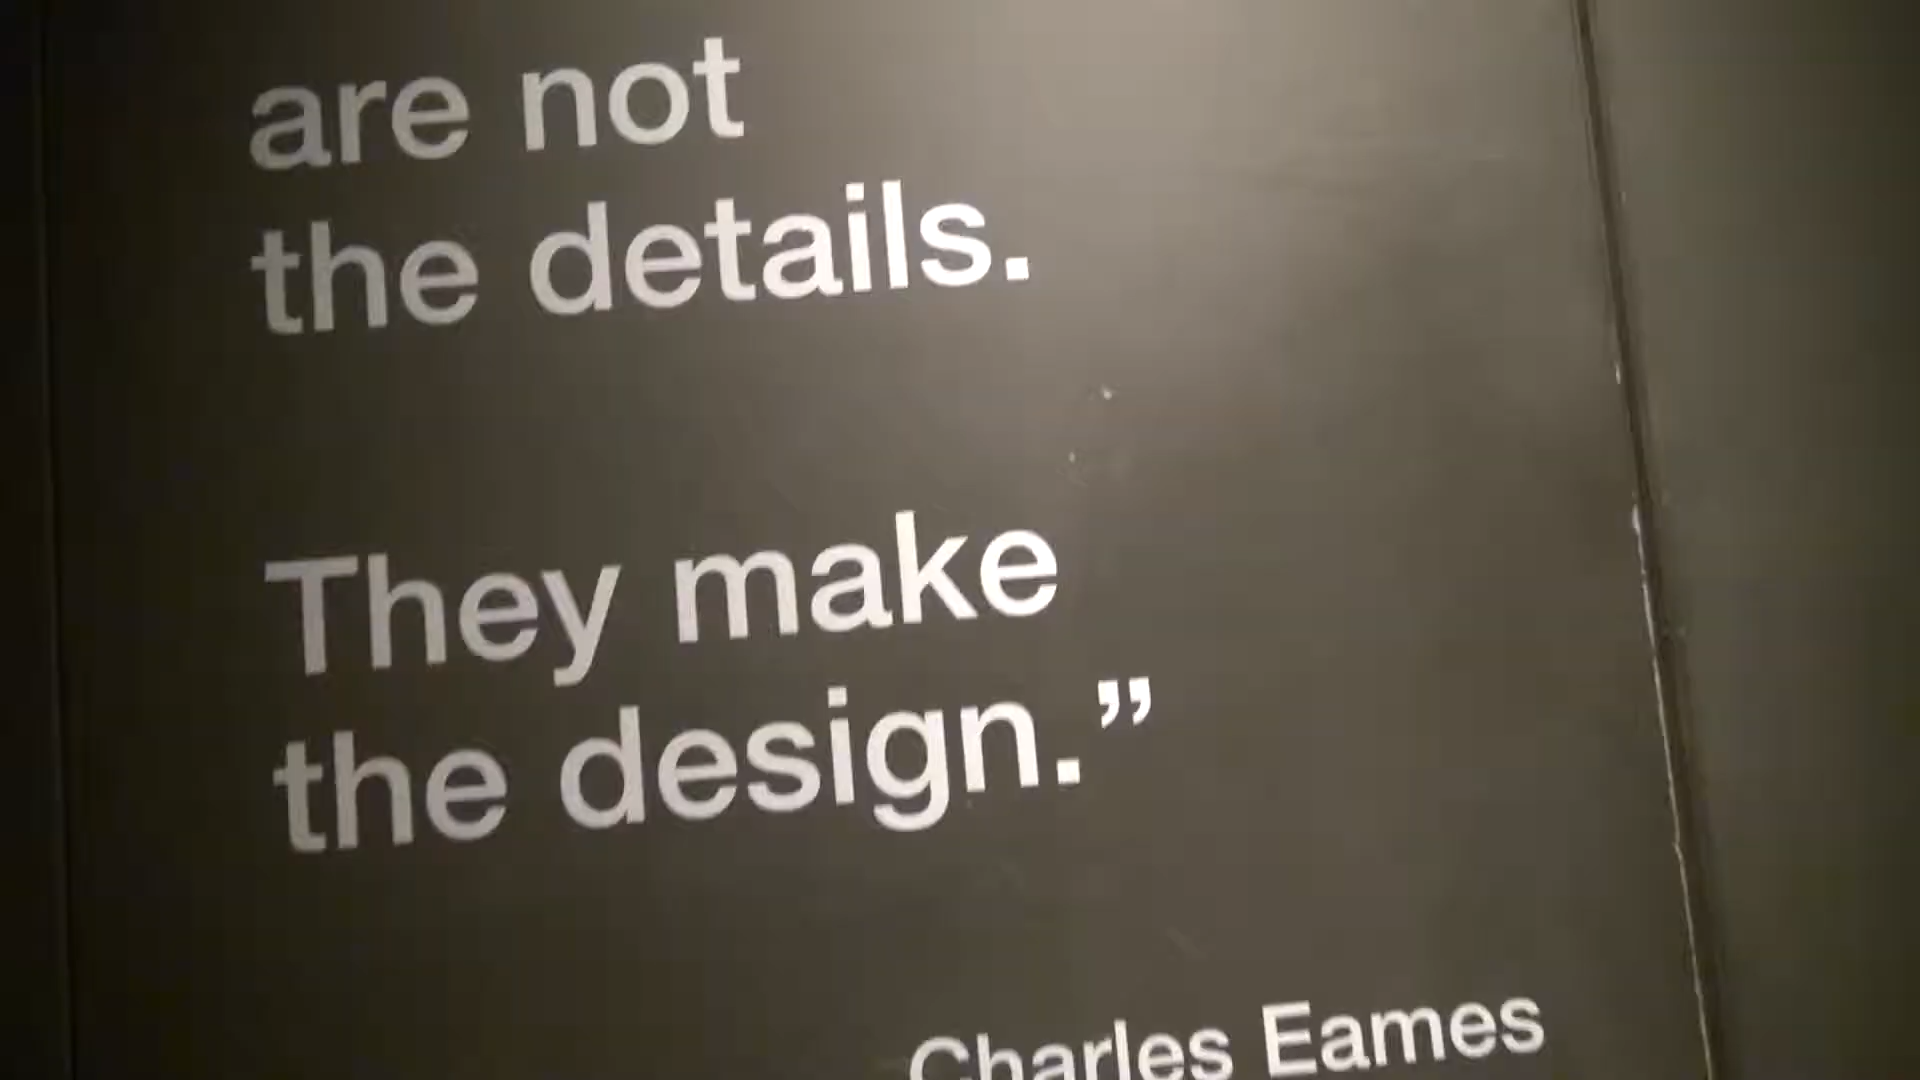 are not
the details.
They make
the design.”
Charles Eames